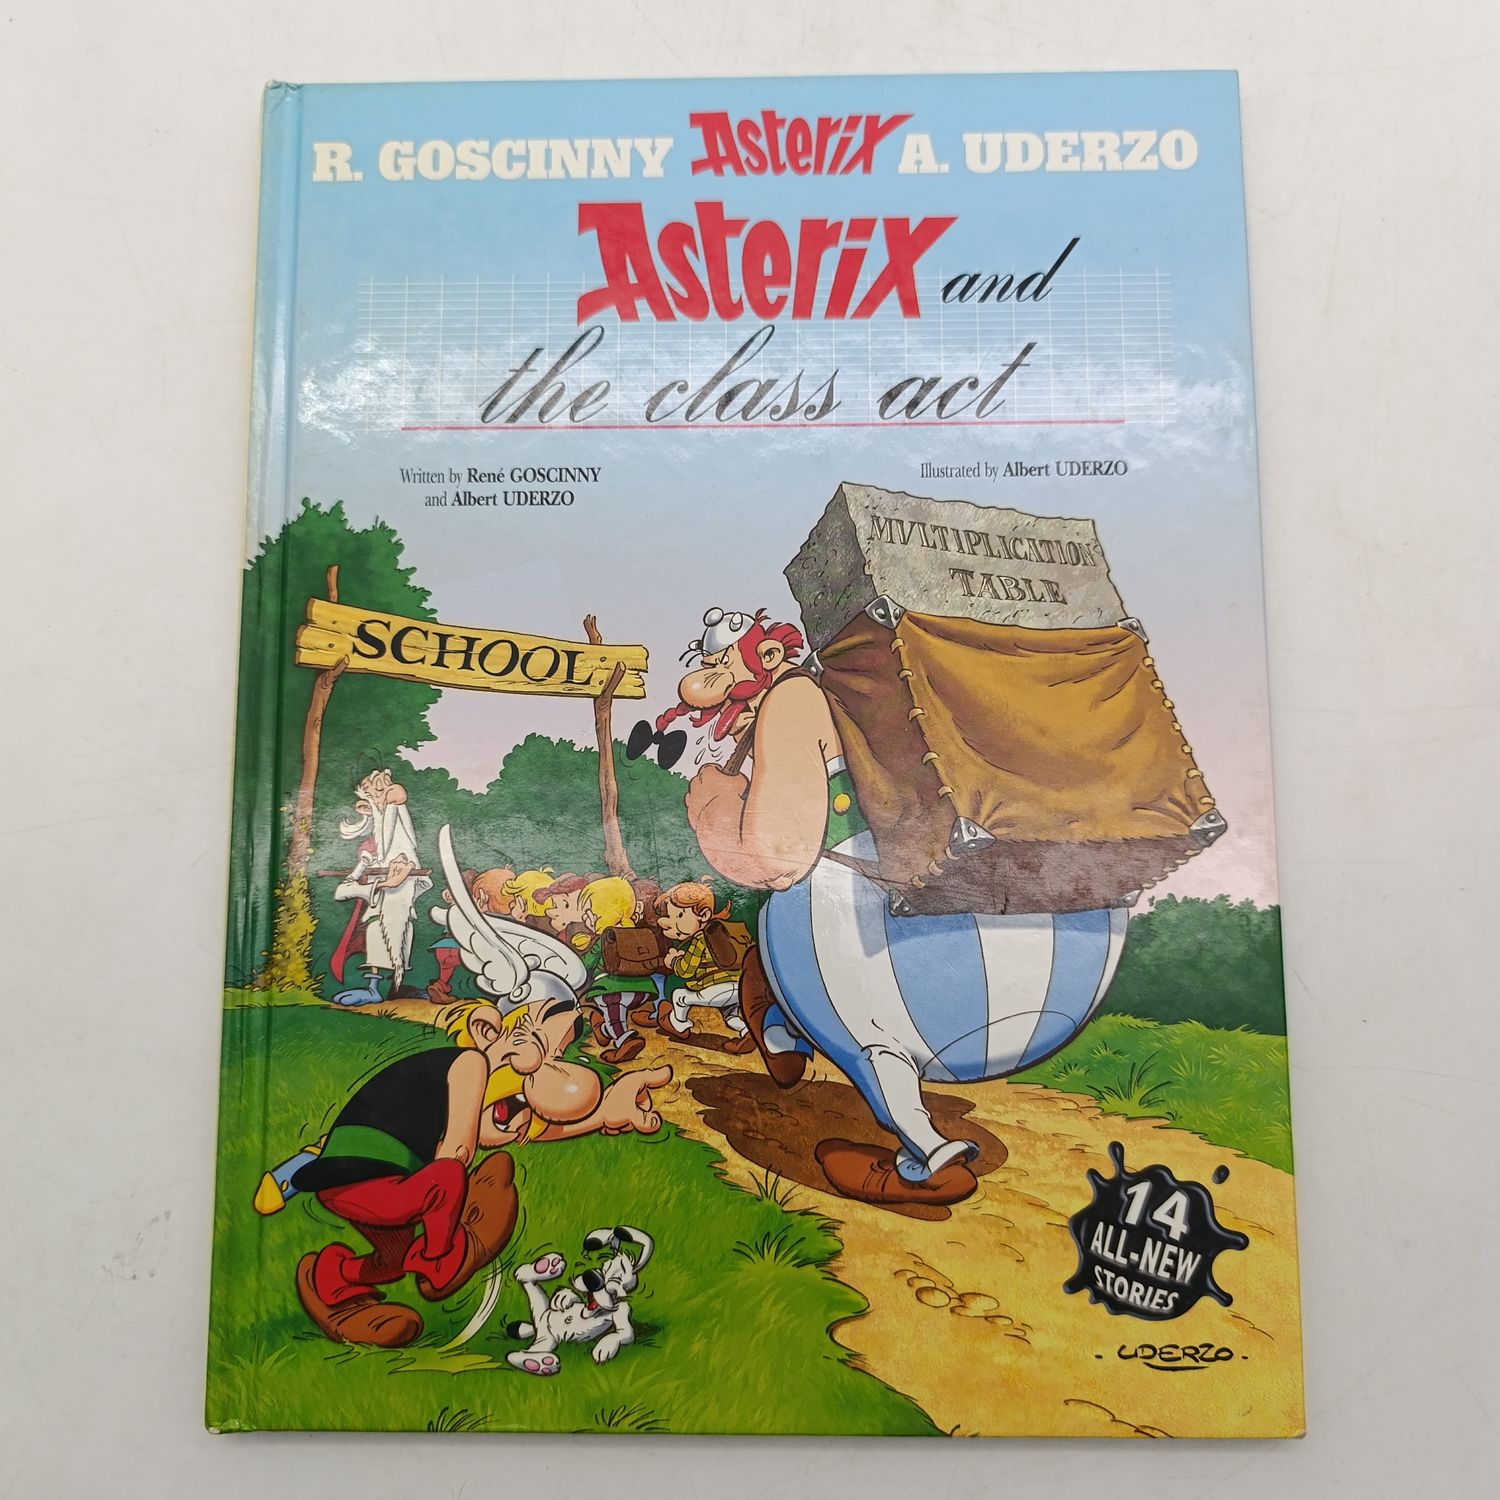 R. GOSCINNY Asterix A. UDERZO
Asterix and
the class act
Written by René GOSCINNY
and Albert UDERZO
Illustrated by Albert UDERZO
MVLTIPLICATION
TABLE
SCHOOL
14
ALL-NEW
STORIES
- UDERZO -